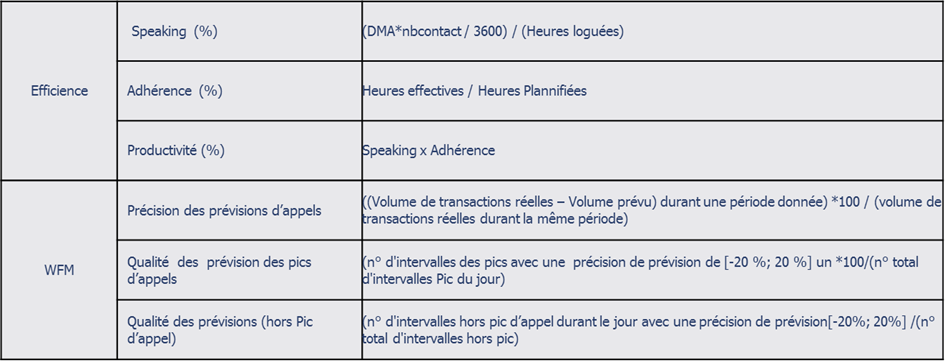 Efficience
Speaking (%)
(DMA*nbcontact / 3600) / (Heures loguées)
Adhérence (%)
Heures effectives / Heures Plannifiées
Productivité (%)
Speaking x Adhérence
WFM
Précision des prévisions d’appels
((Volume de transactions réelles – Volume prévu) durant une période donnée) *100 / (volume de
transactions réelles durant la même période)
Qualité des prévision des pics
d’appels
(n° d'intervalles des pics avec une précision de prévision de [-20 %; 20 %] un *100/(n° total
d'intervalles Pic du jour)
Qualité des prévisions (hors Pic
d’appel)
(n° d'intervalles hors pic d’appel durant le jour avec une précision de prévision[-20%; 20%] /(n°
total d'intervalles hors pic)